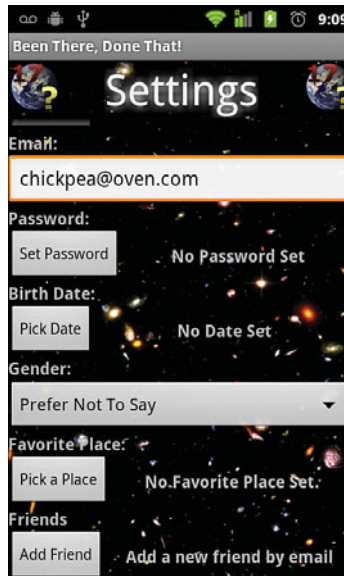 9:09
Been There, Done That!
17 ? Settings 17 ?
Email:
chickpea@oven.com
Password:
Set Password No Password Set
Birth Date:
Pick Date No Date Set
Gender:
Prefer Not To Say
Favorite Place:
Pick a Place No Favorite Place Set.
Friends
Add Friend Add a new friend by email